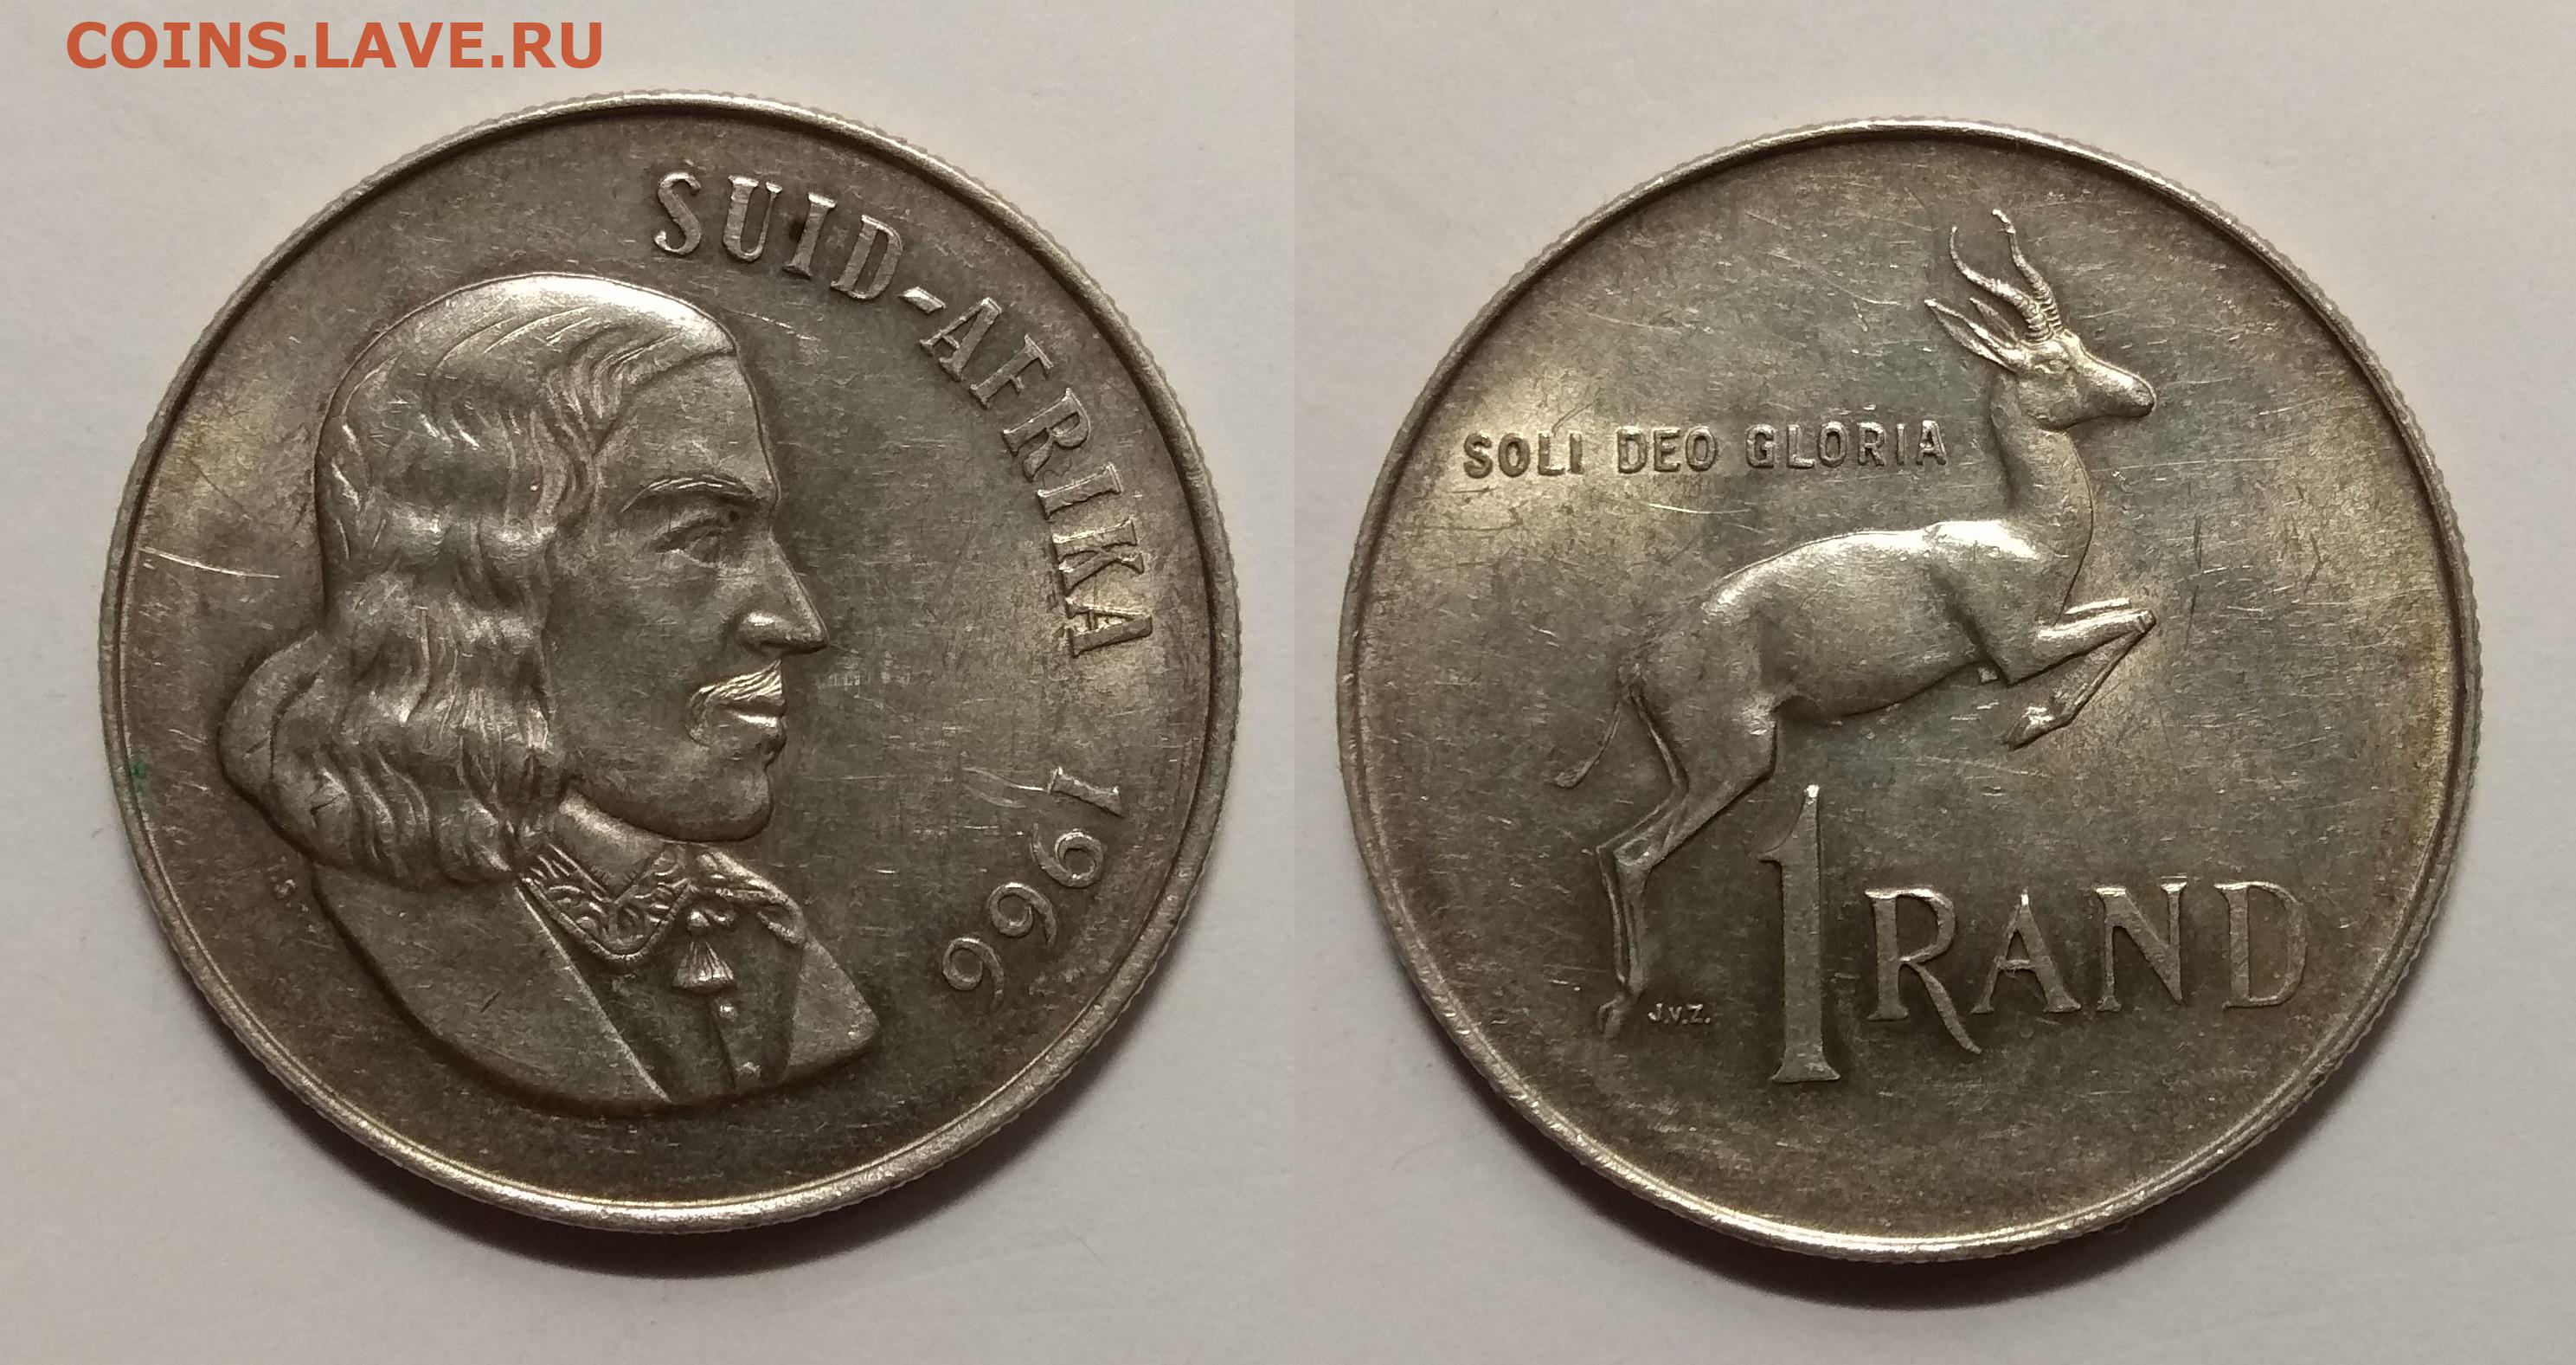 COINS.LAVE.RU
SUID-AFRIKA 1966
SOLI DEO GLORIA
1 RAND
J.V.Z.